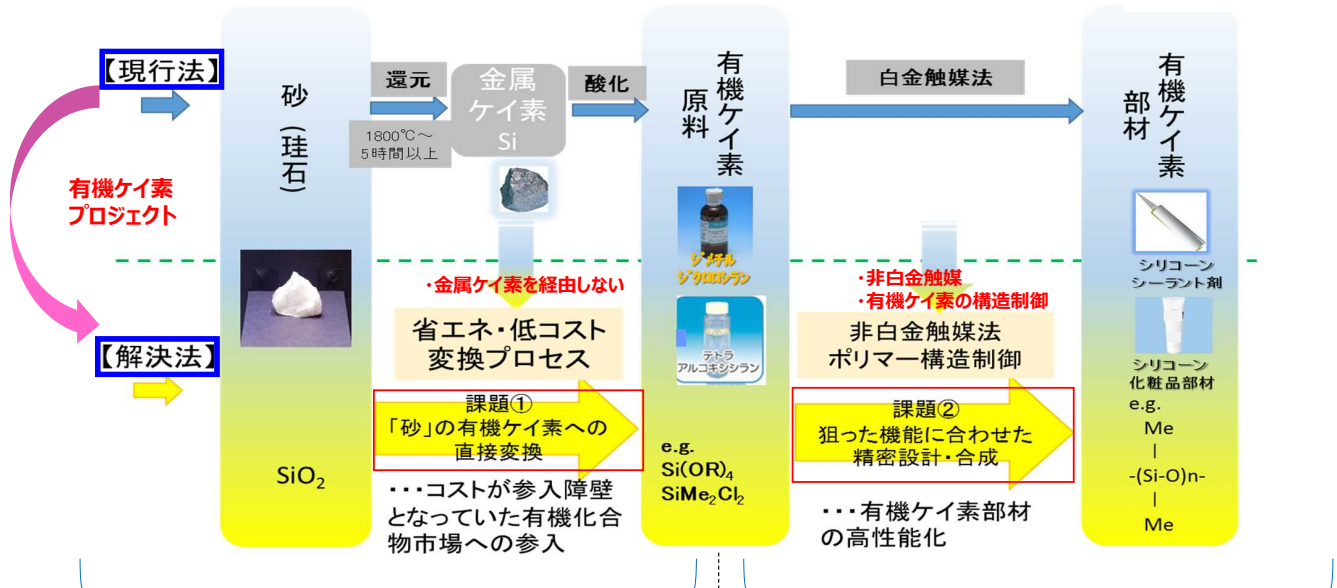 【現行法】
有機ケイ素
プロジェクト
【解決法】
砂（珪石）
SiO₂
還元
1800℃～
5時間以上
金属
ケイ素
Si
酸化
・金属ケイ素を経由しない
省エネ・低コスト
変換プロセス
課題①
「砂」の有機ケイ素への
直接変換
・・・コストが参入障壁
となっていた有機化合
物市場への参入
有機ケイ素
原料
ジメチル
ジクロロシラン
テトラ
アルコキシシラン
e.g.
Si(OR)₄
SiMe₂Cl₂
白金触媒法
・非白金触媒
・有機ケイ素の構造制御
非白金触媒法
ポリマー構造制御
課題②
狙った機能に合わせた
精密設計・合成
・・・有機ケイ素部材
の高性能化
有機ケイ素
部材
シリコーン
シーラント剤
シリコーン
化粧品部材
e.g.
Me
|
-(Si-O)n-
|
Me